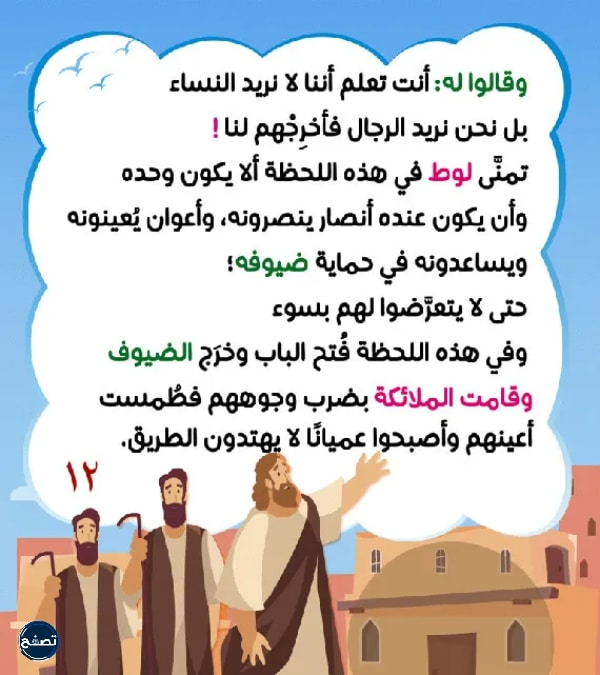 وقالوا له: أنت تعلم أننا لا نريد النساء
بل نحن نريد الرجال فأخرِجْهم لنا !
تمنَّى لوط في هذه اللحظة ألا يكون وحده
وأن يكون عنده أنصار ينصرونه، وأعوان يُعينونه
ويساعدونه في حماية ضيوفه؛
حتى لا يتعرَّضوا لهم بسوء
وفي هذه اللحظة فُتح الباب وخرَج الضيوف
وقامت الملائكة بضرب وجوههم فطُمست
أعينهم وأصبحوا عميانًا لا يهتدون الطريق.
١٢
تصفح